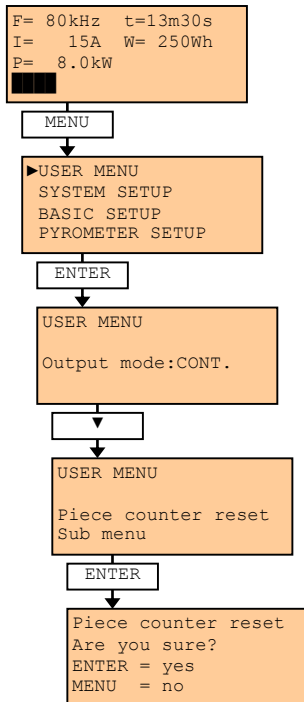 F= 80kHz t=13m30s
I= 15A W= 250Wh
P= 8.0kW
MENU
►USER MENU
SYSTEM SETUP
BASIC SETUP
PYROMETER SETUP
ENTER
USER MENU
Output mode:CONT.
▼
USER MENU
Piece counter reset
Sub menu
ENTER
Piece counter reset
Are you sure?
ENTER = yes
MENU = no